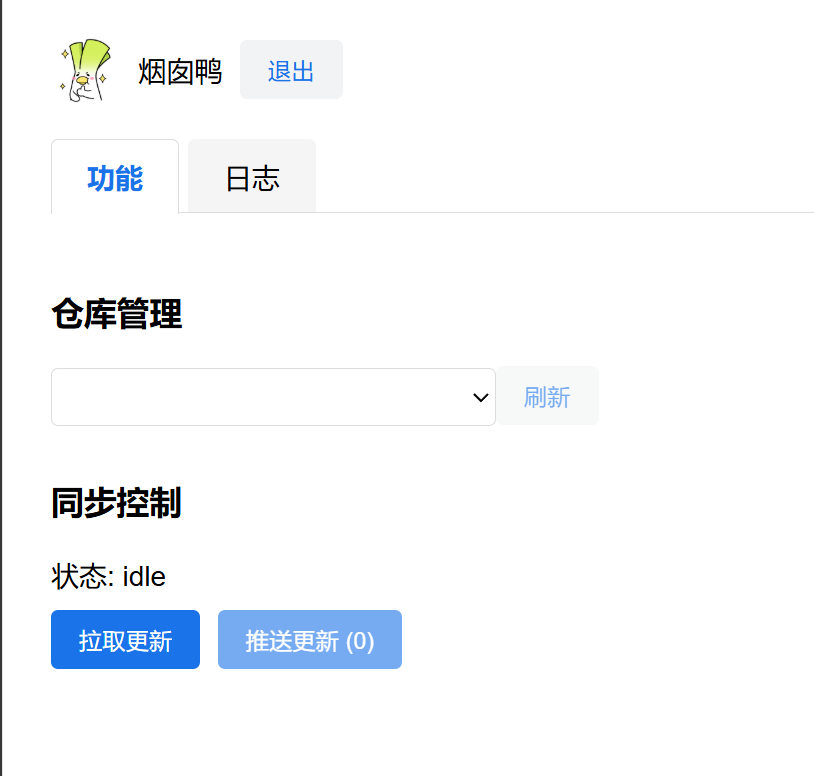 烟囱鸭 退出
功能 日志
仓库管理
刷新
同步控制
状态: idle
拉取更新 推送更新 (0)